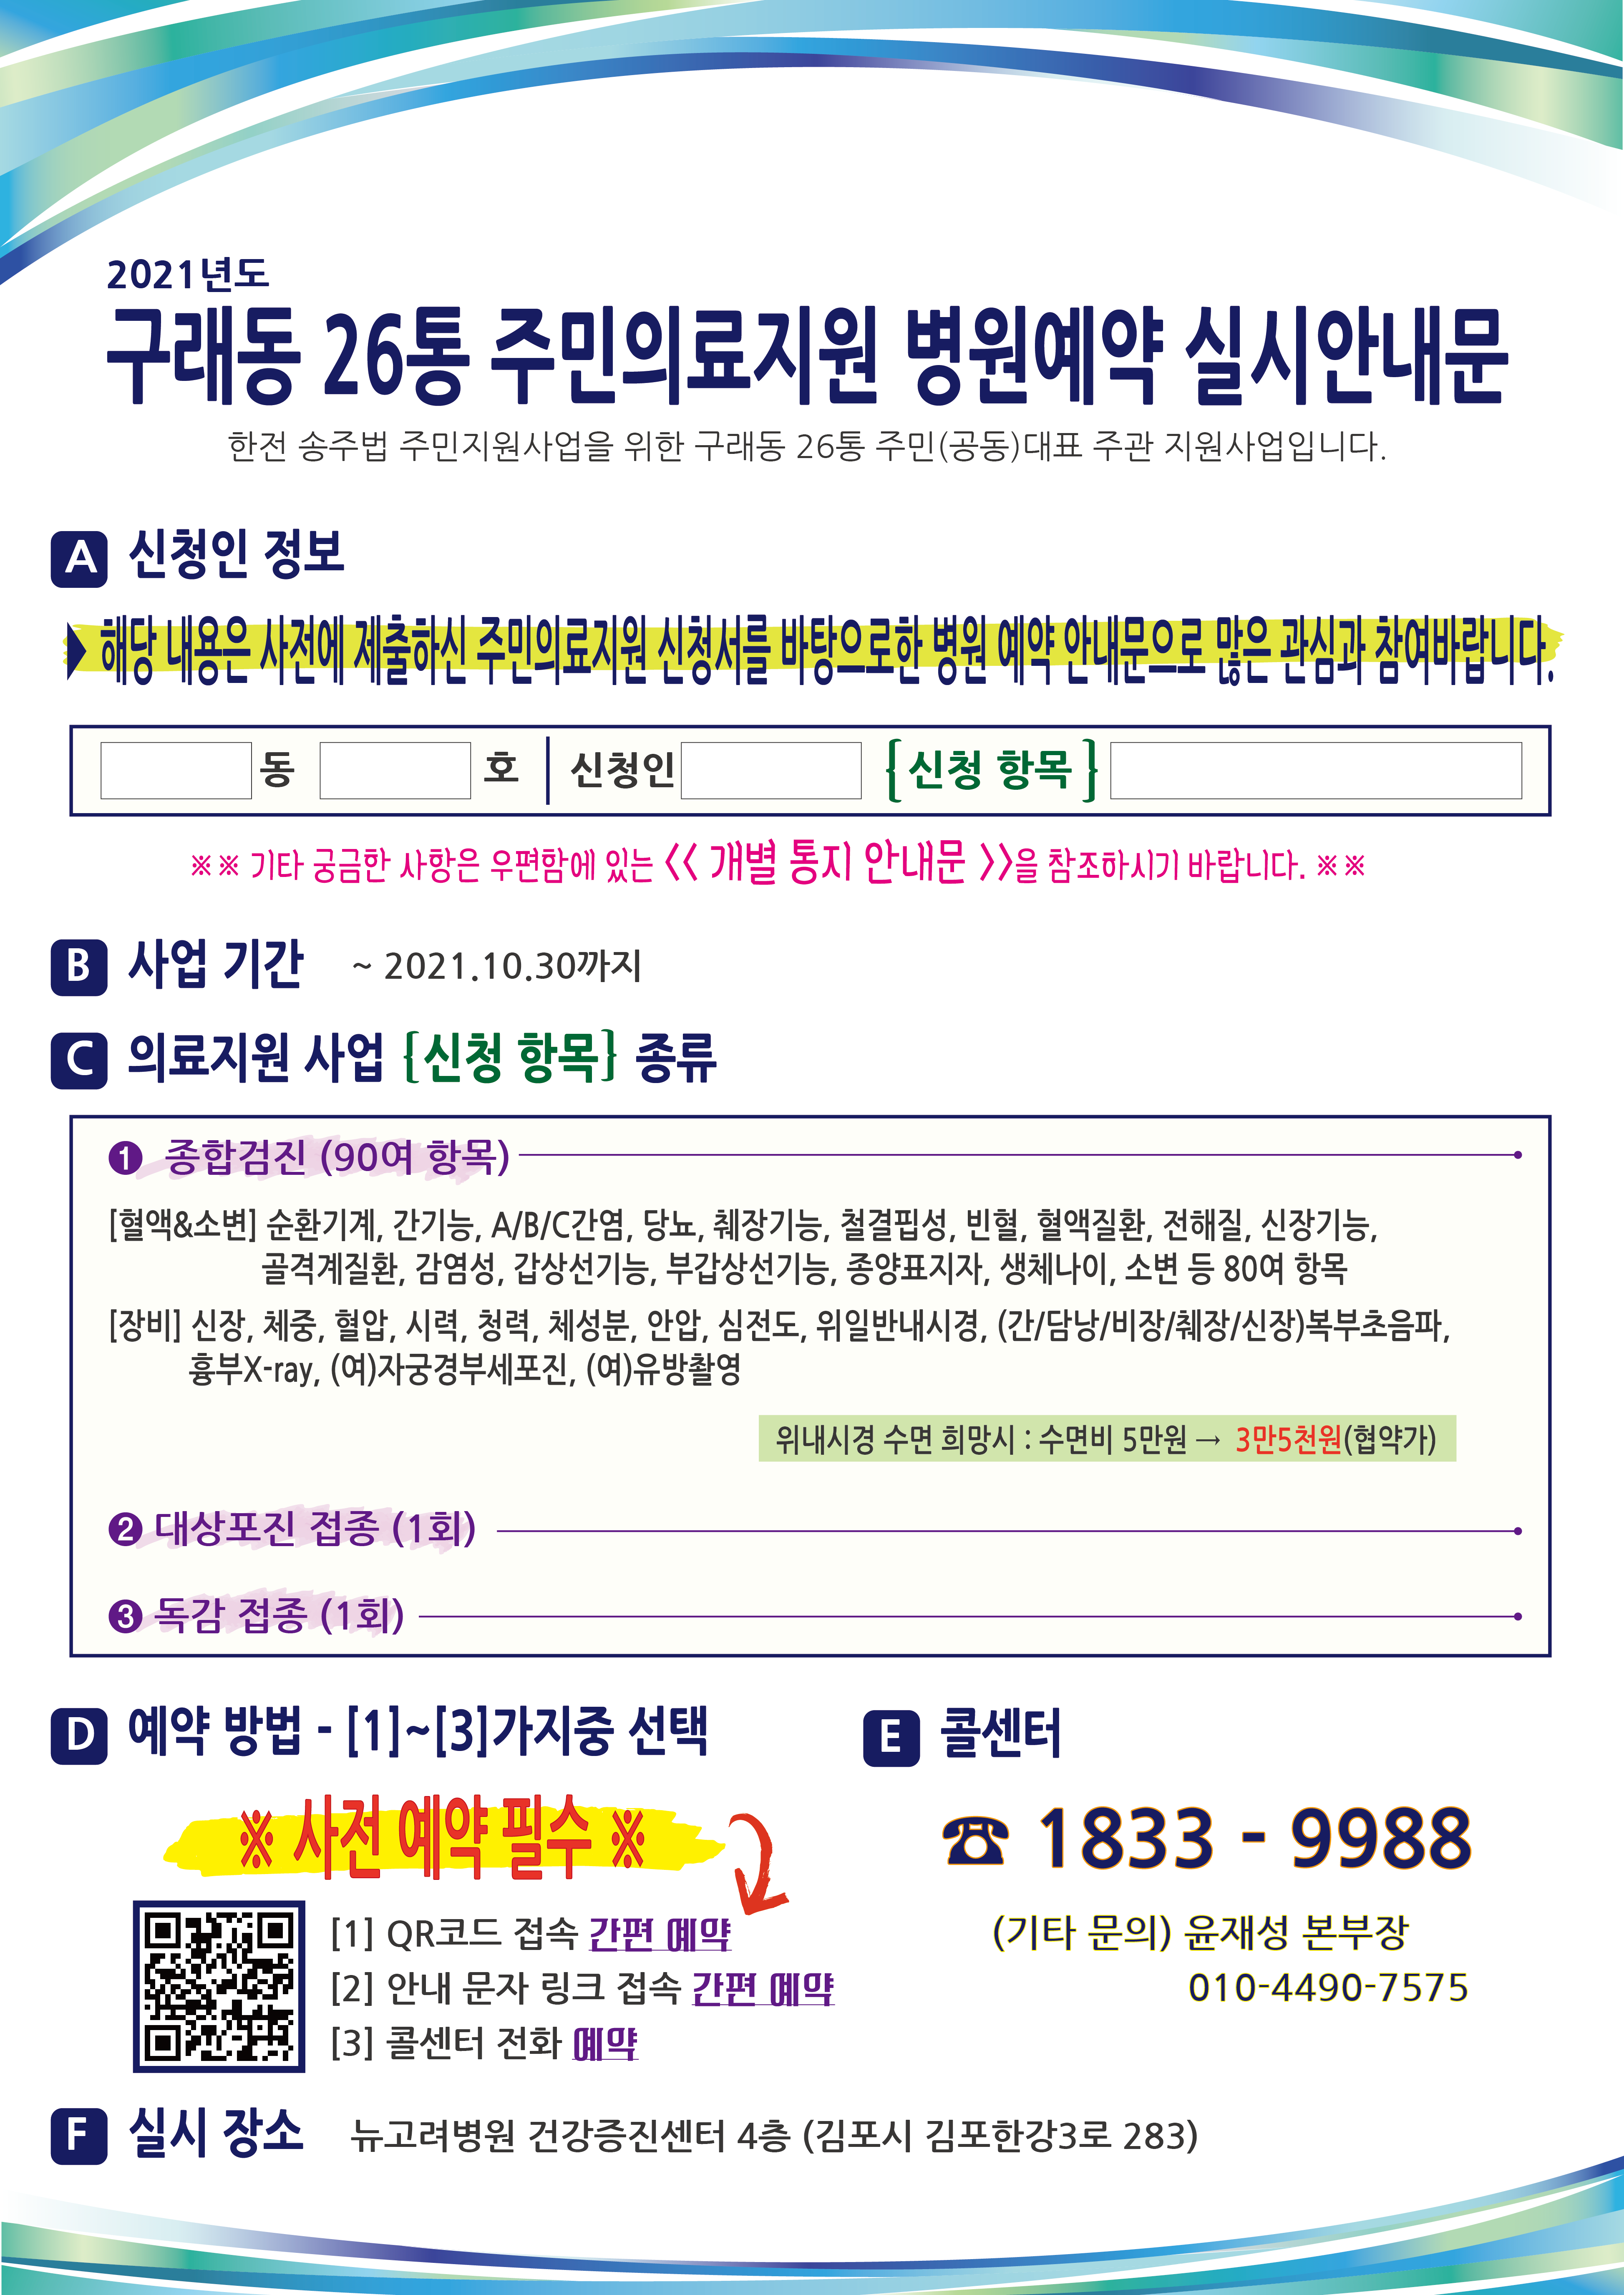 2021년도
구래동 26통 주민의료지원 병원예약 실시안내문
한전 송주법 주민지원사업을 위한 구래동 26통 주민(공동)대표 주관 지원사업입니다.
A 신청인 정보
▶ 해당 내용은 사전에 제출하신 주민의료지원 신청서를 바탕으로한 병원 예약 안내문으로 많은 관심과 참여바랍니다.
동 호 신청인 {신청 항목}
※※ 기타 궁금한 사항은 우편함에 있는 << 개별 통지 안내문 >>을 참조하시기 바랍니다. ※※
B 사업 기간 ~ 2021.10.30까지
C 의료지원 사업 {신청 항목} 종류
❶ 종합검진 (90여 항목)
[혈액&소변] 순환기계, 간기능, A/B/C간염, 당뇨, 췌장기능, 철결핍성, 빈혈, 혈액질환, 전해질, 신장기능,
골격계질환, 감염성, 갑상선기능, 부갑상선기능, 종양표지자, 생체나이, 소변 등 80여 항목
[장비] 신장, 체중, 혈압, 시력, 청력, 체성분, 안압, 심전도, 위일반내시경, (간/담낭/비장/췌장/신장)복부초음파,
흉부X-ray, (여)자궁경부세포진, (여)유방촬영
위내시경 수면 희망시 : 수면비 5만원 → 3만5천원(협약가)
❷ 대상포진 접종 (1회)
❸ 독감 접종 (1회)
D 예약 방법 - [1]~[3]가지중 선택
※ 사전 예약 필수 ※
[1] QR코드 접속 간편 예약
[2] 안내 문자 링크 접속 간편 예약
[3] 콜센터 전화 예약
E 콜센터
☎ 1833 - 9988
(기타 문의) 윤재성 본부장
010-4490-7575
F 실시 장소 뉴고려병원 건강증진센터 4층 (김포시 김포한강3로 283)